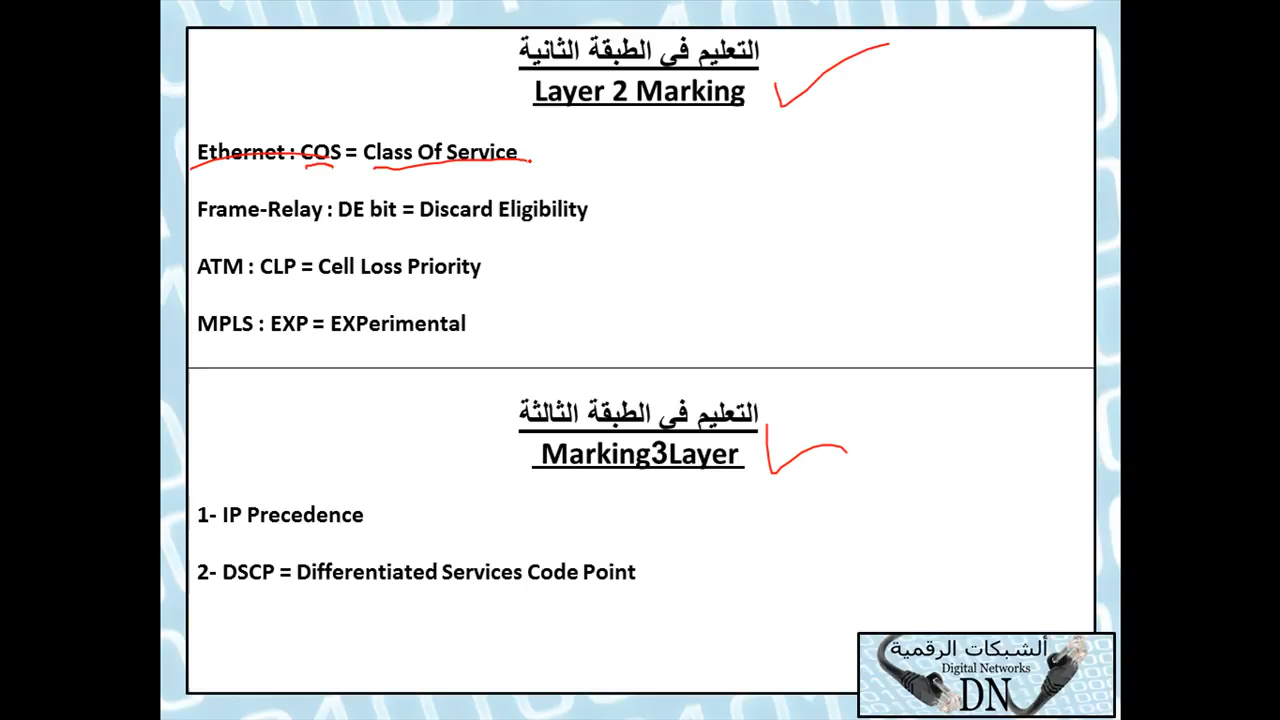 التعليم في الطبقة الثانية
Layer 2 Marking
Ethernet : COS = Class Of Service
Frame-Relay : DE bit = Discard Eligibility
ATM : CLP = Cell Loss Priority
MPLS : EXP = EXPerimental
التعليم في الطبقة الثالثة
Marking3Layer
1- IP Precedence
2- DSCP = Differentiated Services Code Point
ألشبكات الرقمية
Digital Networks
DN